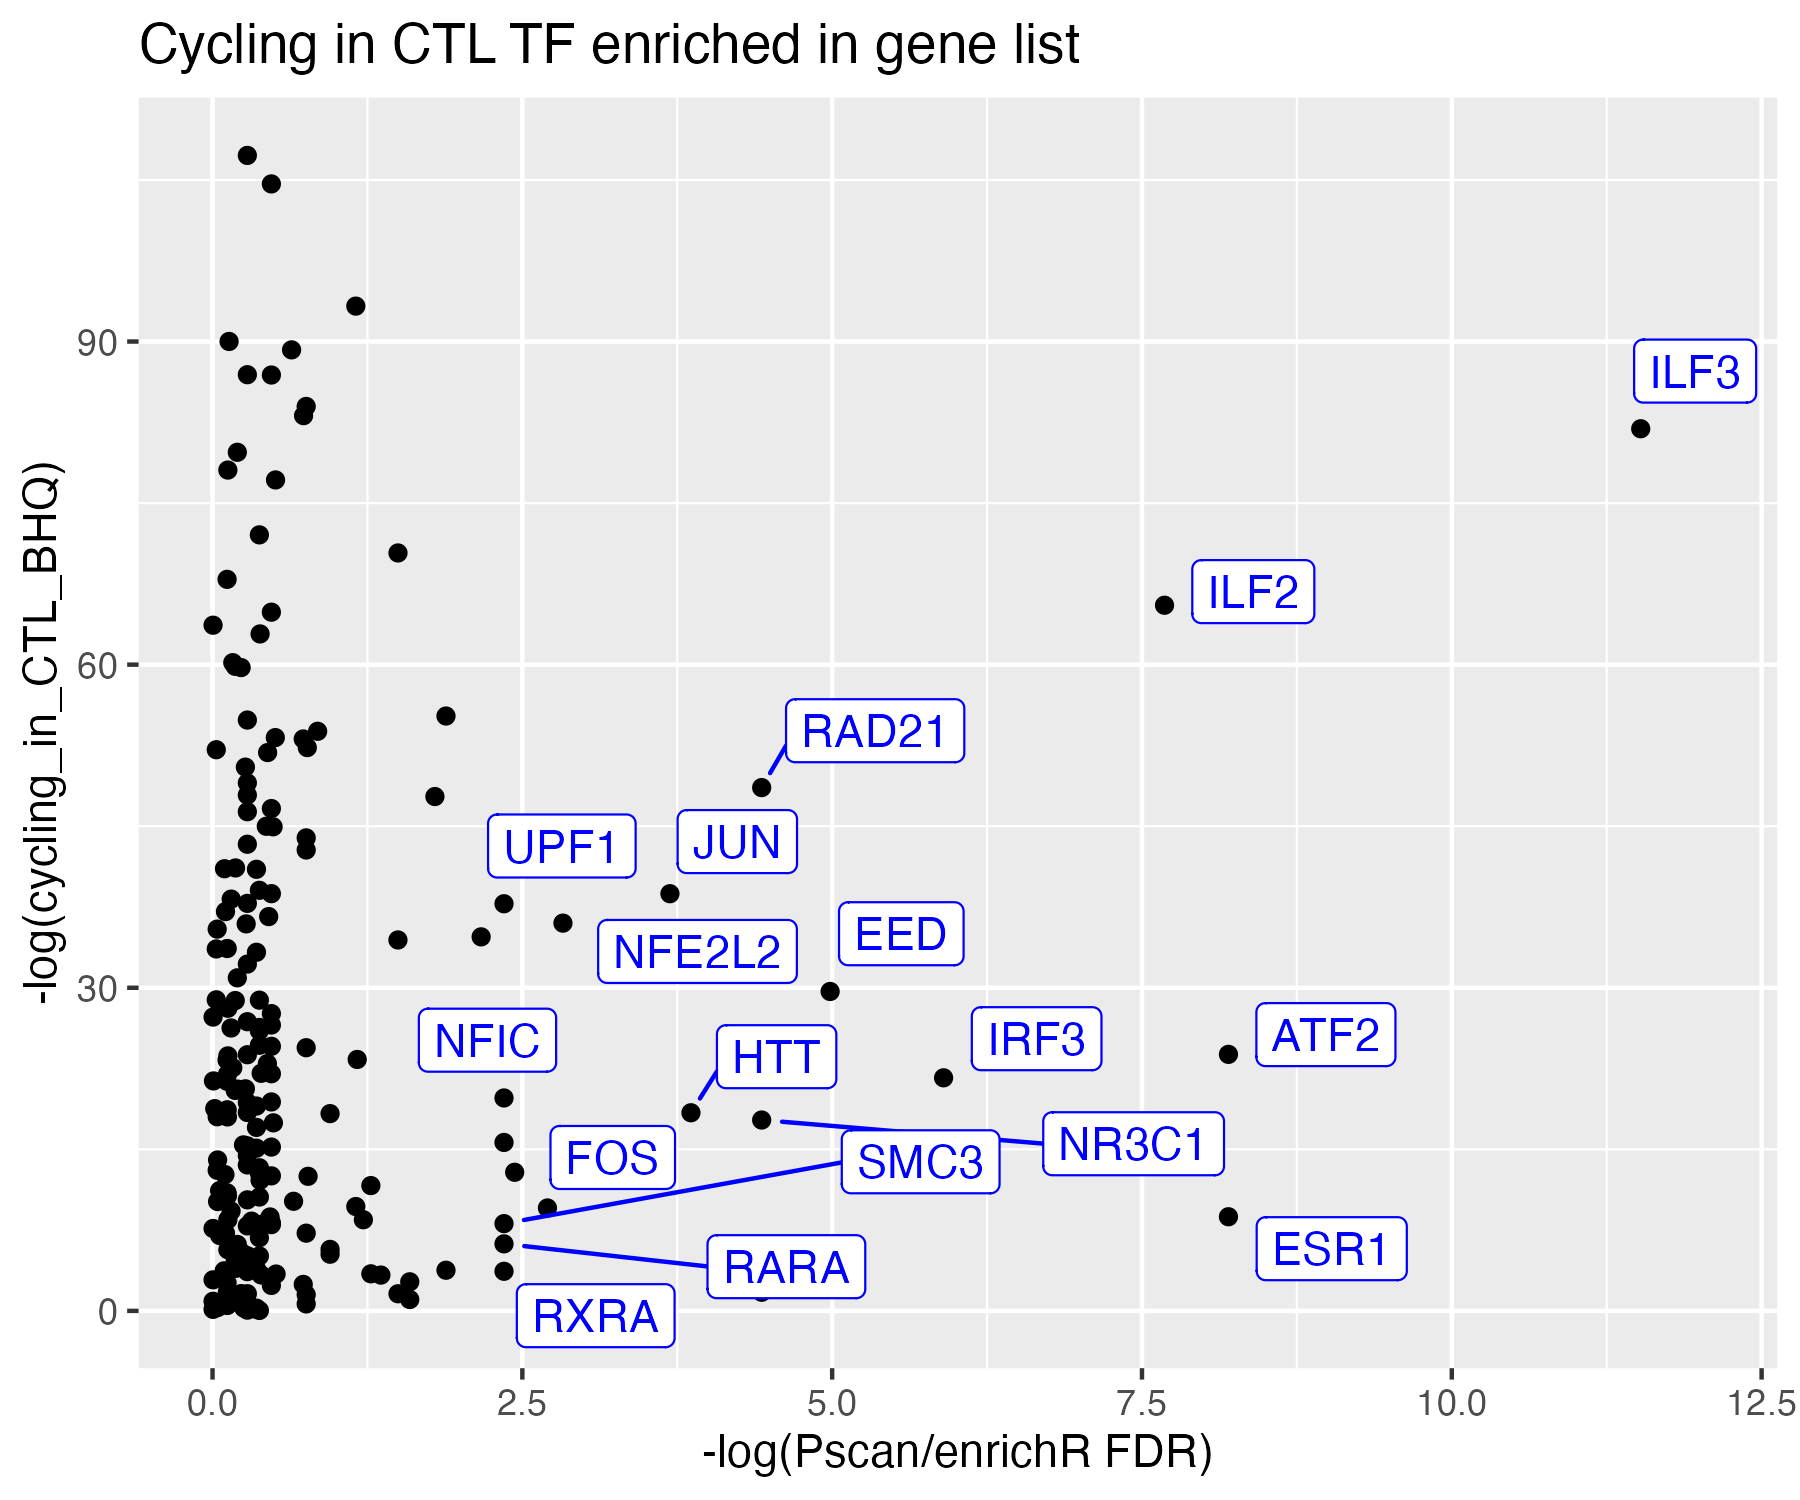 Cycling in CTL TF enriched in gene list
-log(cycling_in_CTL_BHQ)
90
60
30
0
ILF3
ILF2
RAD21
UPF1
JUN
NFE2L2
EED
NFIC
HTT
IRF3
ATF2
FOS
SMC3
NR3C1
RARA
ESR1
RXRA
0.0
2.5
5.0
7.5
10.0
12.5
-log(Pscan/enrichR FDR)